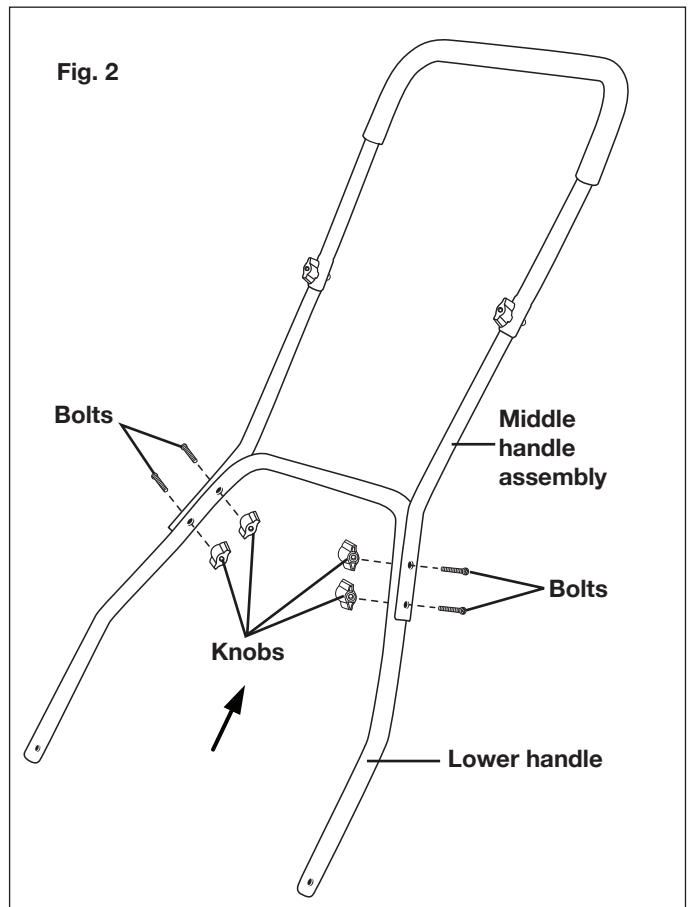 Fig. 2
Bolts
Middle
handle
assembly
Bolts
Knobs
Lower handle